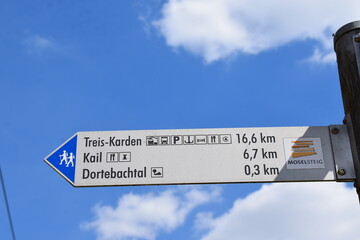 Treis-Karden P 16,6 km
Kail 6,7 km
Dortebachtal 0,3 km
MOSELSTEIG